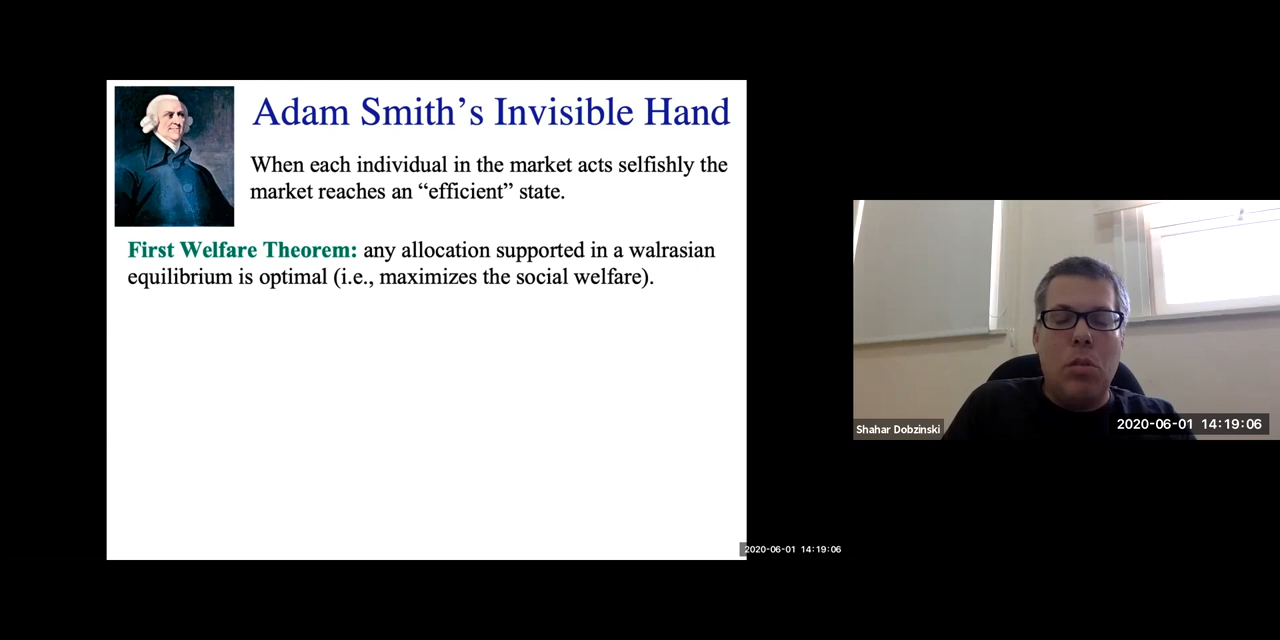 Adam Smith’s Invisible Hand
When each individual in the market acts selfishly the
market reaches an “efficient” state.
First Welfare Theorem: any allocation supported in a walrasian
equilibrium is optimal (i.e., maximizes the social welfare).
Shahar Dobzinski
2020-06-01 14:19:06
2020-06-01 14:19:06